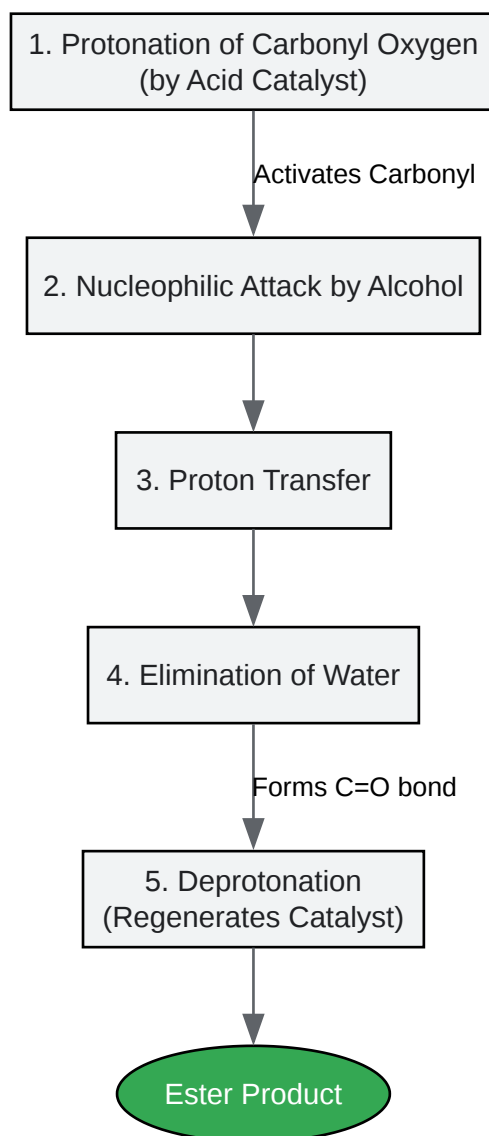 1. Protonation of Carbonyl Oxygen
(by Acid Catalyst)
Activates Carbonyl
2. Nucleophilic Attack by Alcohol
3. Proton Transfer
4. Elimination of Water
Forms C=O bond
5. Deprotonation
(Regenerates Catalyst)
Ester Product